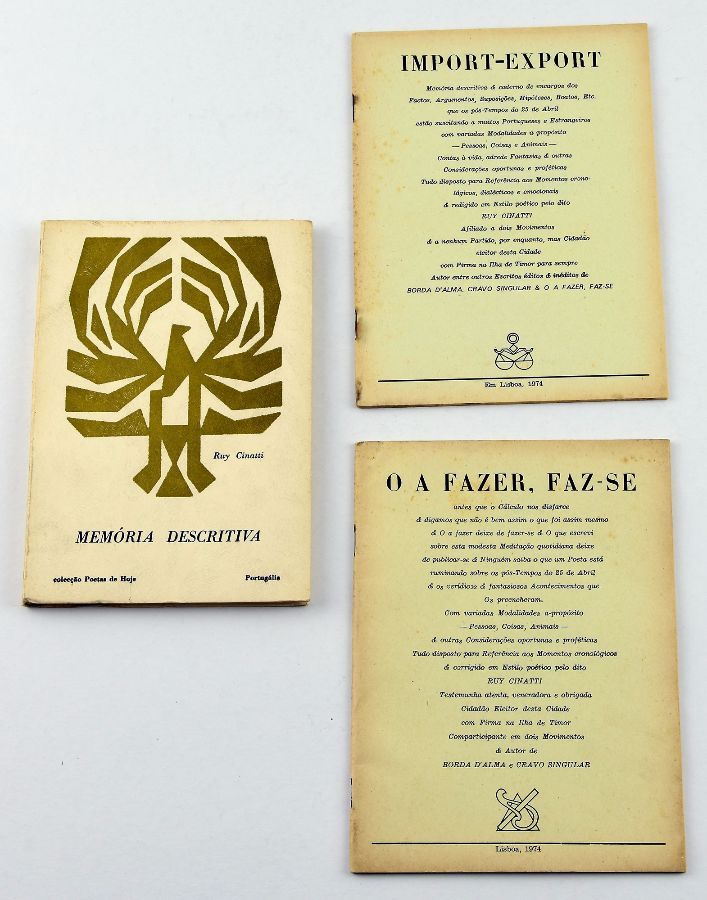 Ruy Cinatti
MEMÓRIA DESCRITIVA
colecção Poetas de Hoje Portugália
IMPORT-EXPORT
Memória descritiva & caderno de encargos dos
Factos, Argumentos, Suposições, Hipóteses, Boatos, Etc.
que os pós-Tempos do 25 de Abril
estão suscitando a muitos Portugueses e Estrangeiros
com variadas Modalidades a propósito
—Pessoas, Coisas e Animais—
Contas à vida, adrede Fantasias & outras
Considerações oportunas e proféticas
Tudo disposto para Referência aos Momentos crono-
lógicos, dialécticos e emocionais
& redigido em Estilo poético pelo dito
RUY CINATTI
Afiliado a dois Movimentos
& a nenhum Partido, por enquanto, mas Cidadão
eleitor desta Cidade
com Firma na Ilha de Timor para sempre
Autor entre outros Escritos éditos & inéditos de
BORDA D'ALMA, CRAVO SINGULAR & O A FAZER, FAZ-SE
Em Lisboa, 1974
O A FAZER, FAZ-SE
antes que o Cálculo nos disfarce
& digamos que não é bem assim o que foi assim mesmo
& O a fazer deixe de fazer-se & O que escrevi
sobre esta modesta Meditação quotidiana deixe
de publicar-se & Ninguém saiba o que um Poeta está
ruminando sobre os pós-Tempos do 25 de Abril
& os verídicos & fantasiosos Acontecimentos que
Os preencheram.
Com variadas Modalidades a-propósito
—Pessoas, Coisas, Animais—
& outras Considerações oportunas e proféticas
Tudo disposto para Referência aos Momentos cronológicos
& corrigido em Estilo poético pelo dito
RUY CINATTI
Testemunha atenta, veneradora e obrigada
Cidadão Eleitor desta Cidade
com Firma na Ilha de Timor
Comparticipante em dois Movimentos
& Autor de
BORDA D'ALMA e CRAVO SINGULAR
Lisboa, 1974